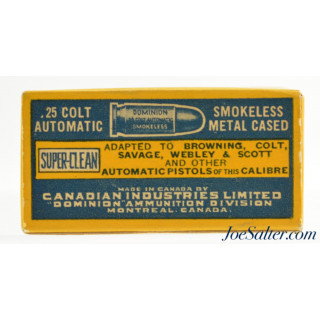 .25 COLT AUTOMATIC
DOMINION
SMOKELESS
SMOKELESS METAL CASED
SUPER-CLEAN
ADAPTED TO BROWNING, COLT,
SAVAGE, WEBLEY & SCOTT
AND OTHER
AUTOMATIC PISTOLS OF THIS CALIBRE
MADE IN CANADA BY
CANADIAN INDUSTRIES LIMITED
"DOMINION" AMMUNITION DIVISION
MONTREAL, CANADA.
JoeSalter.com